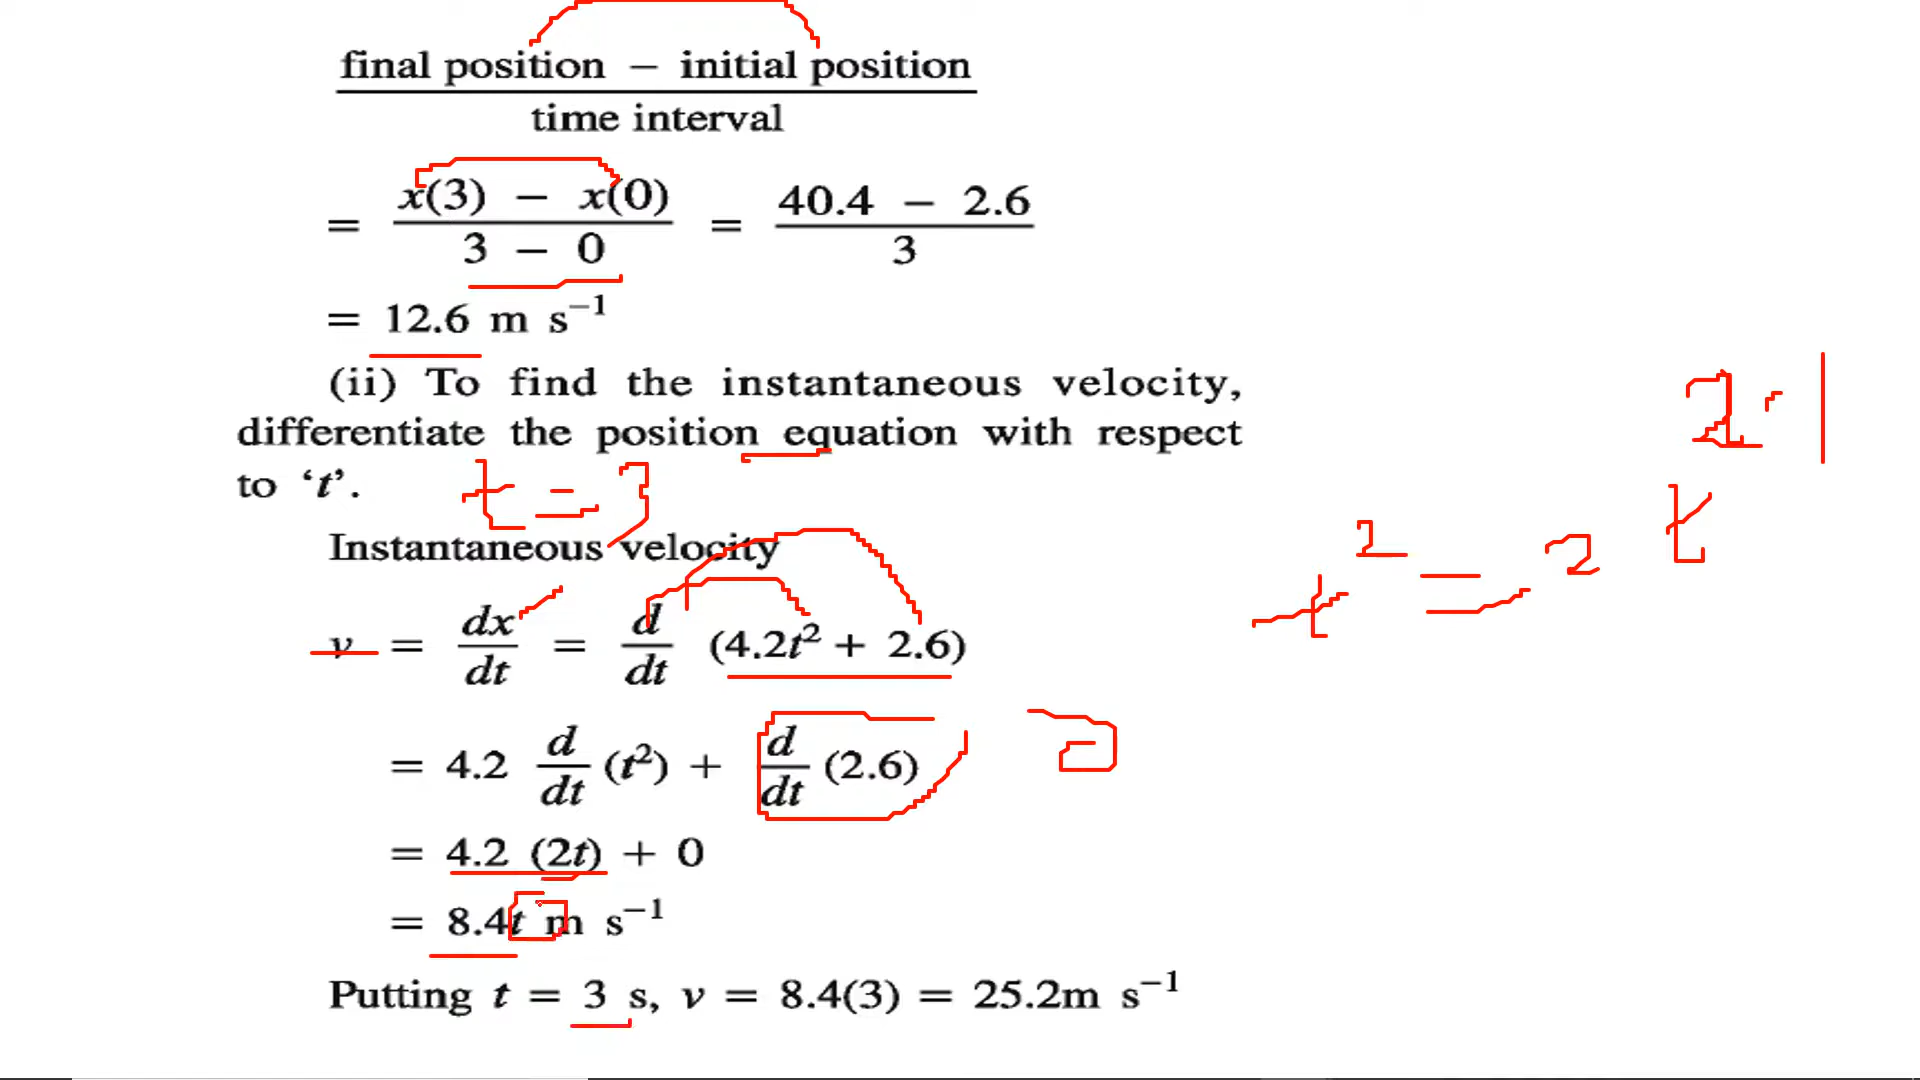 final position − initial position
time interval
= x(3) − x(0) / 3 − 0 = 40.4 − 2.6 / 3
= 12.6 m s⁻¹
(ii) To find the instantaneous velocity,
differentiate the position equation with respect
to ‘t’.
t = 3
Instantaneous velocity
v = dx/dt = d/dt (4.2t² + 2.6)
t² = 2 t
= 4.2 d/dt (t²) + d/dt (2.6)
= 4.2 (2t) + 0
= 8.4t m s⁻¹
Putting t = 3 s, v = 8.4(3) = 25.2m s⁻¹